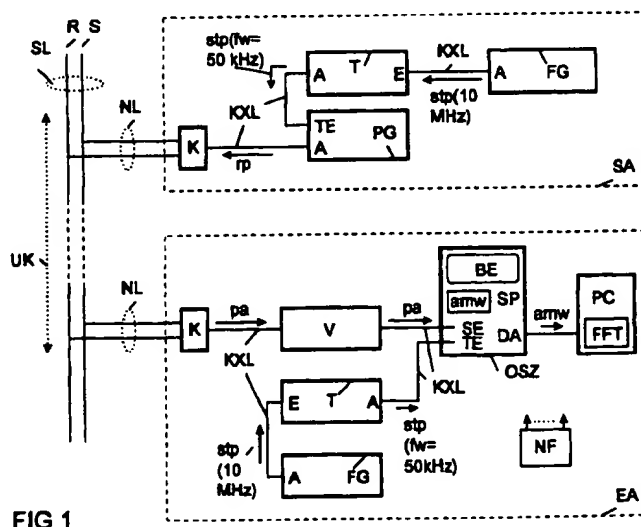 R S
SL
stp(fw=
50 kHz)
A T E
KXL
stp(10
MHz)
A FG
NL
KXL
K
TE
A PG
rp
SA
UK
NL
K
pa
KXL
V
pa
KXL
BE
amw SP
SE
TE
DA
OSZ
amw
PC
FFT
E T A
stp
(fw=
50kHz)
stp
(10
MHz)
A FG
NF
EA
FIG 1